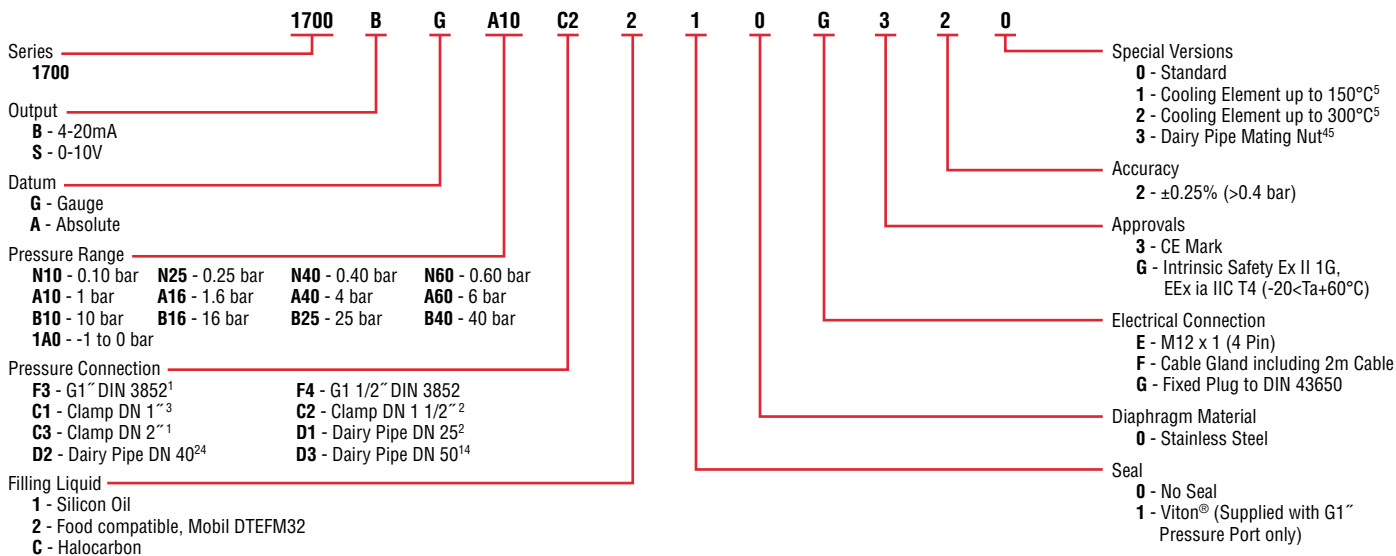 1700 B G A10 C2 2 1 0 G 3 2 0
Series
1700
Output
B - 4-20mA
S - 0-10V
Datum
G - Gauge
A - Absolute
Pressure Range
N10 - 0.10 bar N25 - 0.25 bar N40 - 0.40 bar N60 - 0.60 bar
A10 - 1 bar A16 - 1.6 bar A40 - 4 bar A60 - 6 bar
B10 - 10 bar B16 - 16 bar B25 - 25 bar B40 - 40 bar
1A0 - -1 to 0 bar
Pressure Connection
F3 - G1˝ DIN 3852¹ F4 - G1 1/2˝ DIN 3852
C1 - Clamp DN 1˝³ C2 - Clamp DN 1 1/2˝²
C3 - Clamp DN 2˝¹ D1 - Dairy Pipe DN 25²
D2 - Dairy Pipe DN 40²⁴ D3 - Dairy Pipe DN 50¹⁴
Filling Liquid
1 - Silicon Oil
2 - Food compatible, Mobil DTEFM32
C - Halocarbon
Special Versions
0 - Standard
1 - Cooling Element up to 150°C⁵
2 - Cooling Element up to 300°C⁵
3 - Dairy Pipe Mating Nut⁴⁵
Accuracy
2 - ±0.25% (>0.4 bar)
Approvals
3 - CE Mark
G - Intrinsic Safety Ex II 1G,
EEx ia IIC T4 (-20<Ta+60°C)
Electrical Connection
E - M12 x 1 (4 Pin)
F - Cable Gland including 2m Cable
G - Fixed Plug to DIN 43650
Diaphragm Material
0 - Stainless Steel
Seal
0 - No Seal
1 - Viton® (Supplied with G1˝
Pressure Port only)